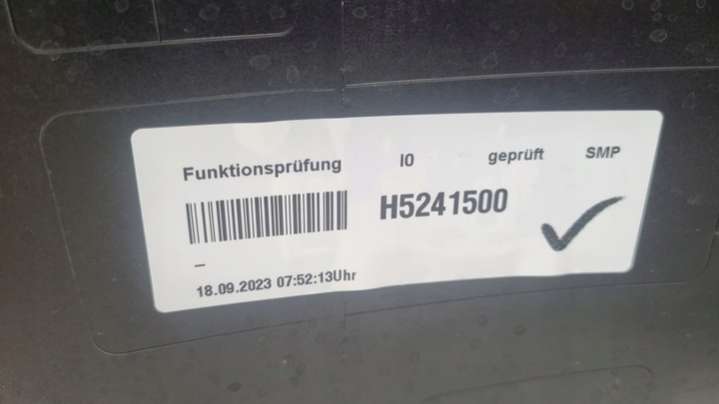 Funktionsprüfung IO geprüft SMP
H5241500
–
18.09.2023 07:52:13Uhr